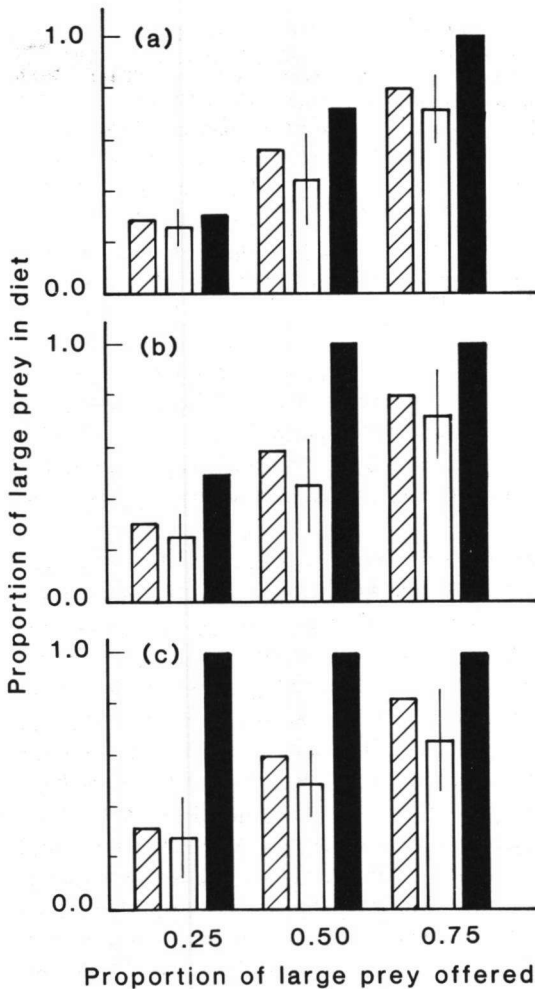 Proportion of large prey in diet
(a)
1.0
0.0
(b)
1.0
0.0
(c)
1.0
0.0
0.25 0.50 0.75
Proportion of large prey offered